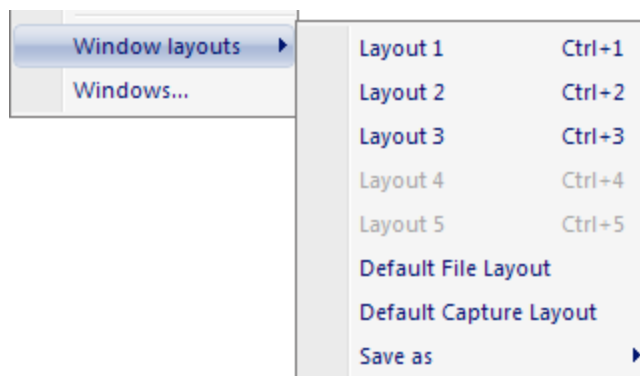 Window layouts
Windows...
Layout 1 Ctrl+1
Layout 2 Ctrl+2
Layout 3 Ctrl+3
Layout 4 Ctrl+4
Layout 5 Ctrl+5
Default File Layout
Default Capture Layout
Save as